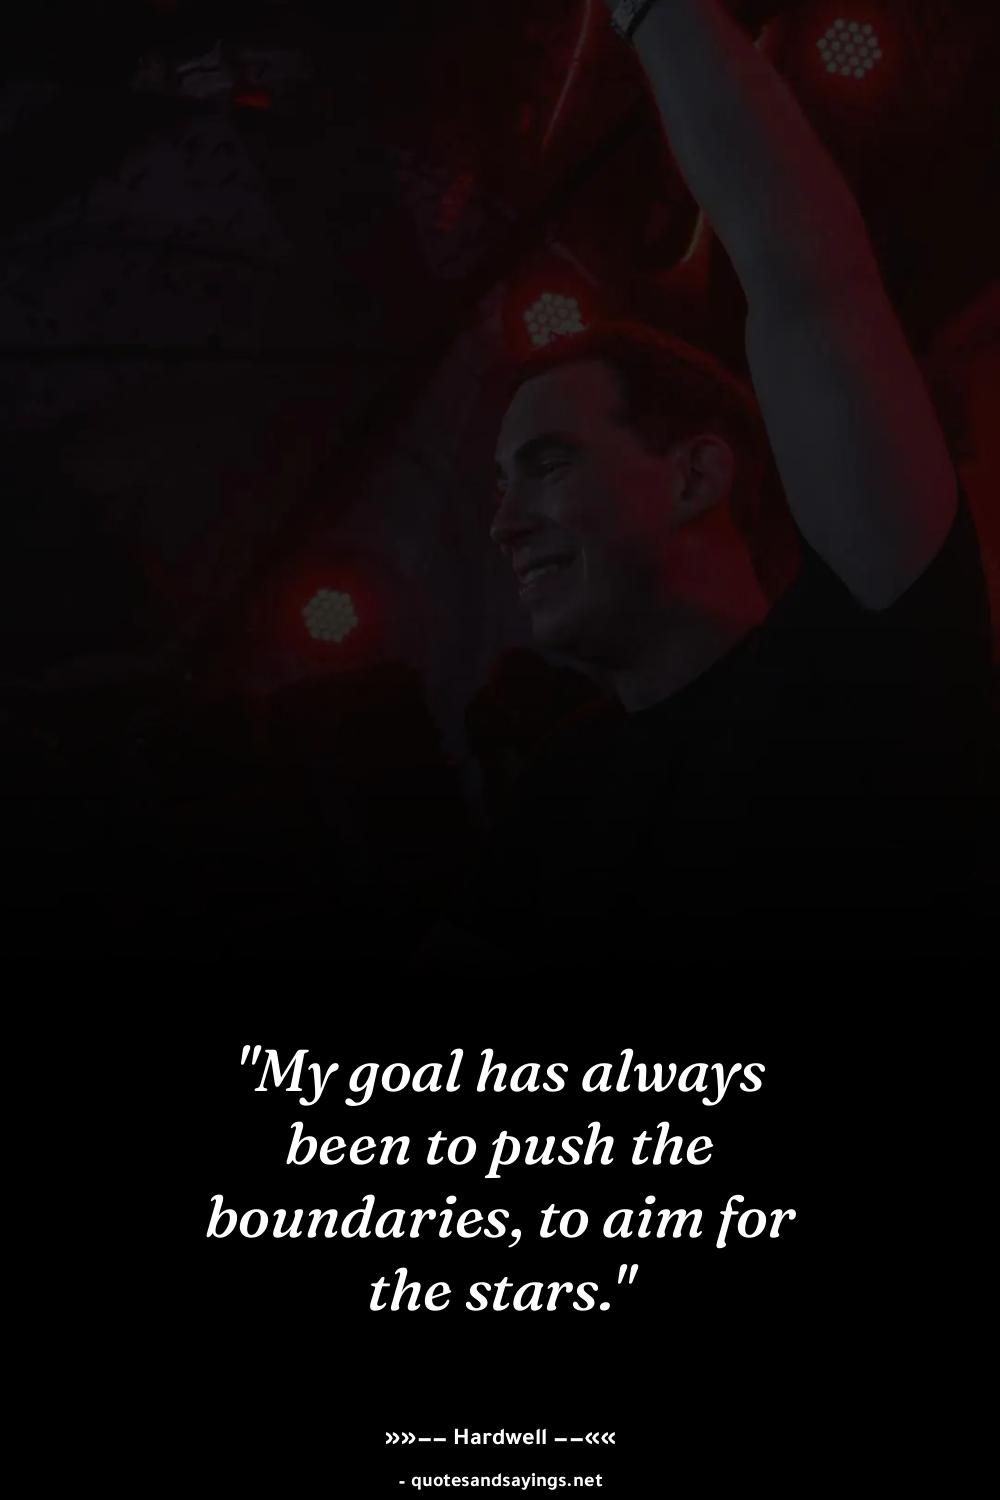 "My goal has always
been to push the
boundaries, to aim for
the stars."
»»−− Hardwell −−««
- quotesandsayings.net